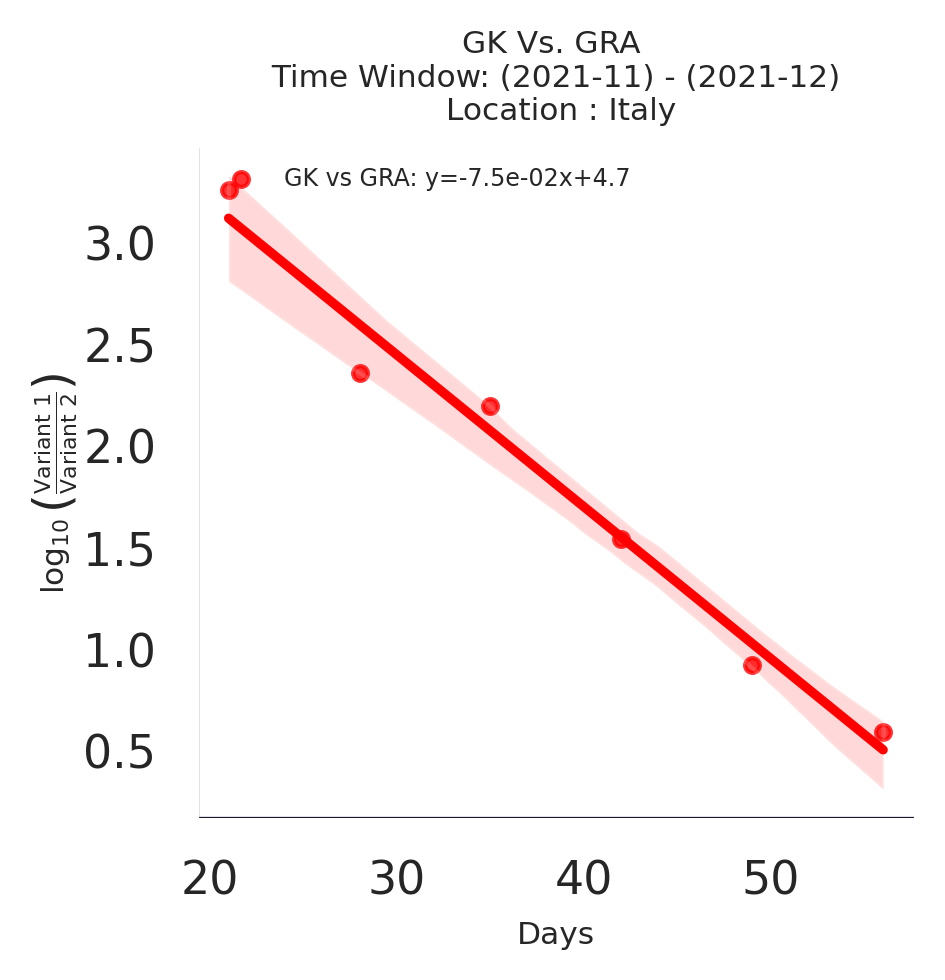 GK Vs. GRA
Time Window: (2021-11) - (2021-12)
Location : Italy
GK vs GRA: y=-7.5e-02x+4.7
3.0
2.5
2.0
1.5
1.0
0.5
log₁₀(Variant 1/Variant 2)
20 30 40 50
Days